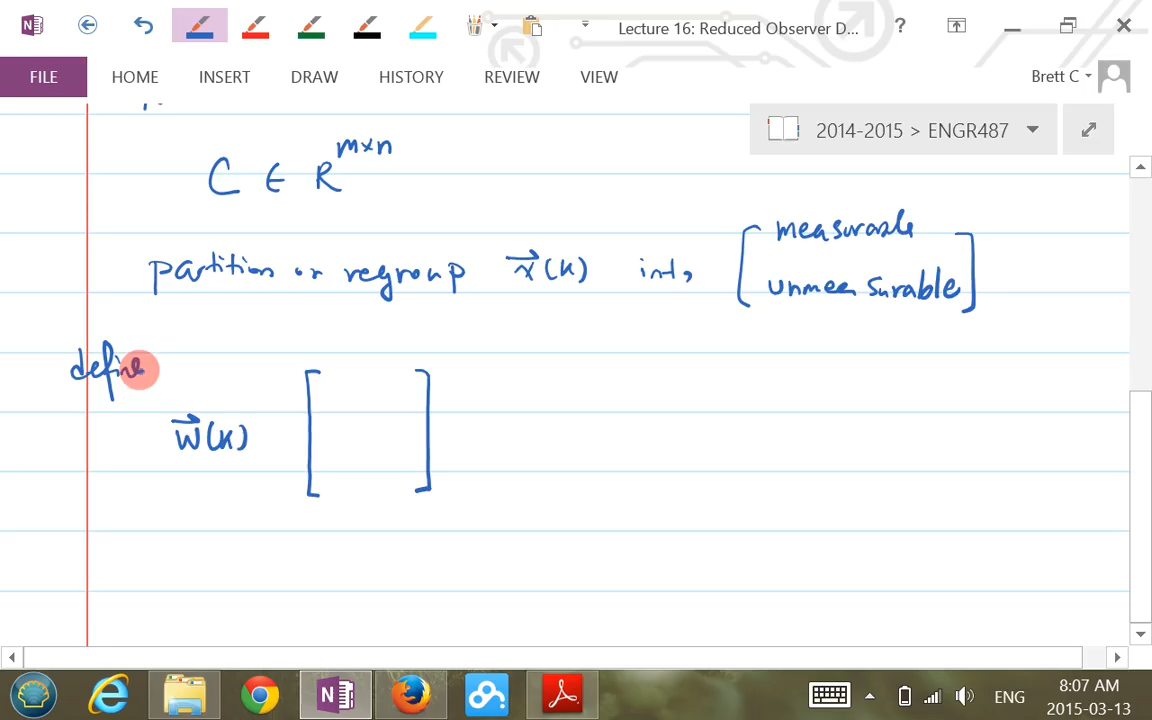 Lecture 16: Reduced Observer D...
?
FILE HOME INSERT DRAW HISTORY REVIEW VIEW
Brett C
2014-2015 > ENGR487
C ∈ R^{m×n}
partition or regroup x⃗(k) into [measurable
unmeasurable]
define
w⃗(k) [ ]
ENG
8:07 AM
2015-03-13